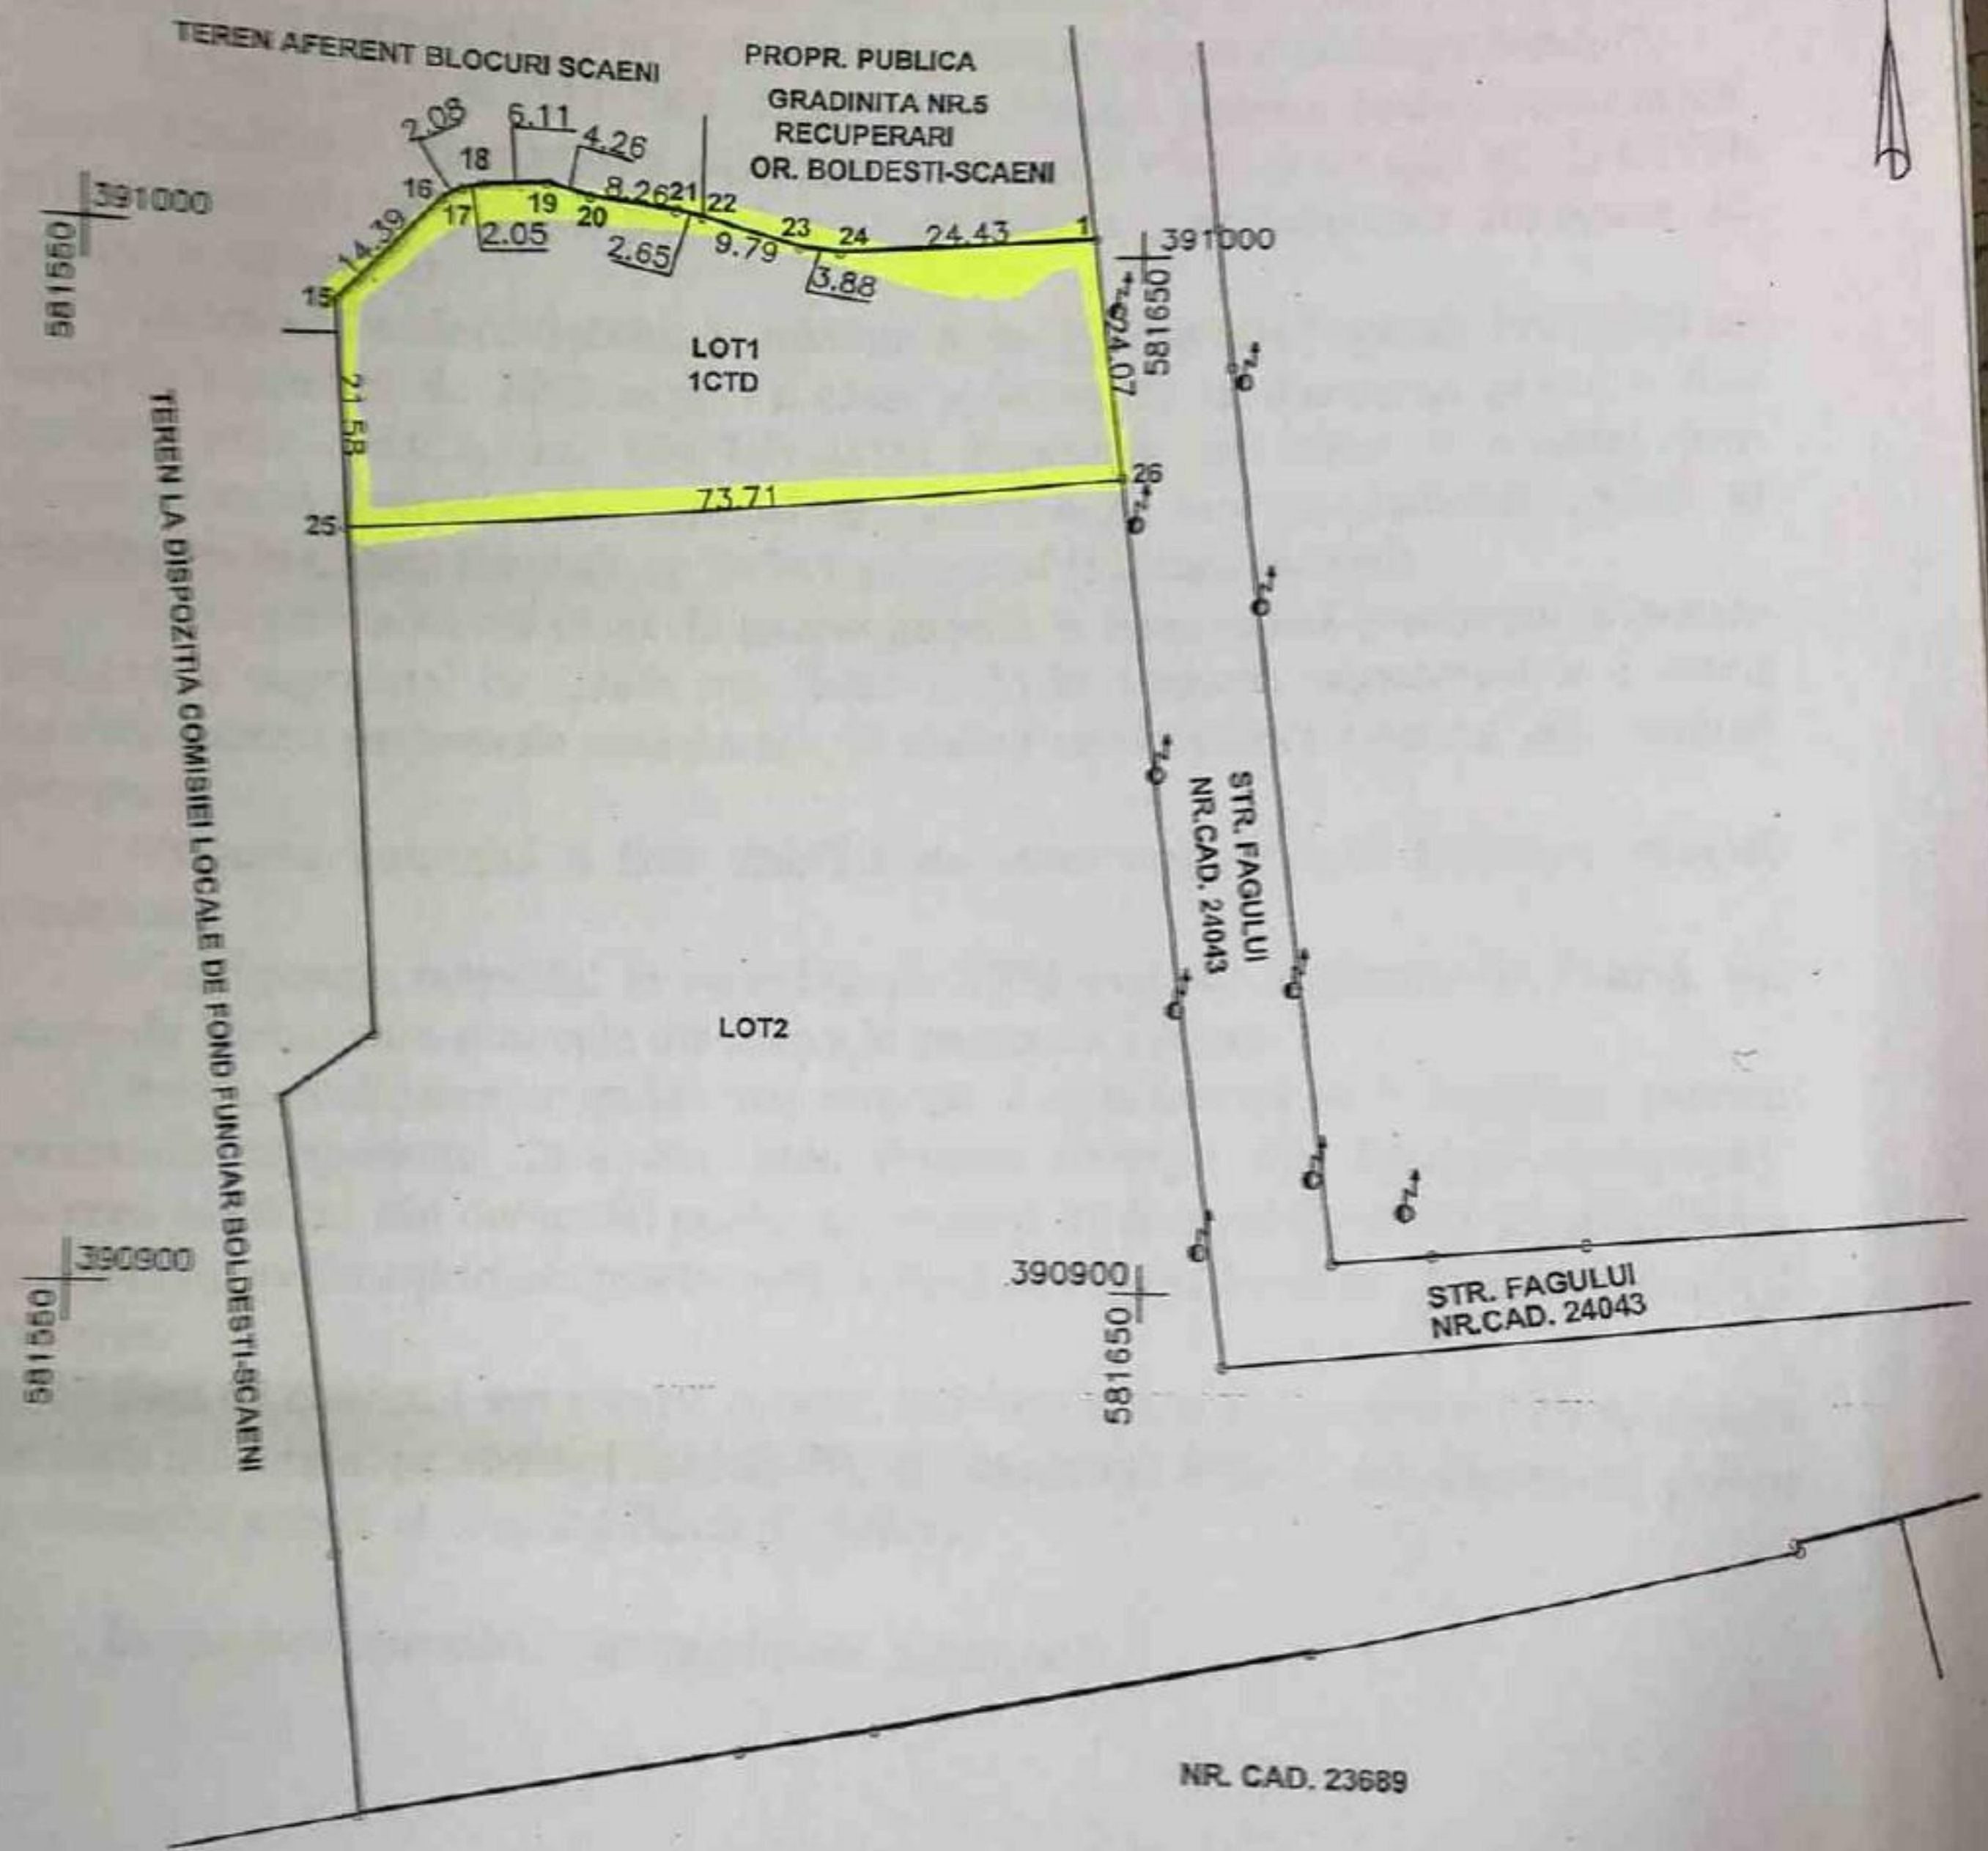 TEREN AFERENT BLOCURI SCAENI
PROPR. PUBLICA
GRADINITA NR.5
RECUPERARI
OR. BOLDESTI-SCAENI
2.08
6.11
4.26
18
16
17
19
20
8.26
21
22
391000
581550
14.39
2.05
2.65
9.79
23
24
3.88
24.43
1
391000
581650
15
24.07
LOT1
1CTD
21.58
73.71
26
25
TEREN LA DISPOZITIA COMISIEI LOCALE DE FOND FUNCIAR BOLDESTI-SCAENI
STR. FAGULUI
NR.CAD. 24043
LOT2
390900
581550
390900
581650
STR. FAGULUI
NR.CAD. 24043
NR. CAD. 23689